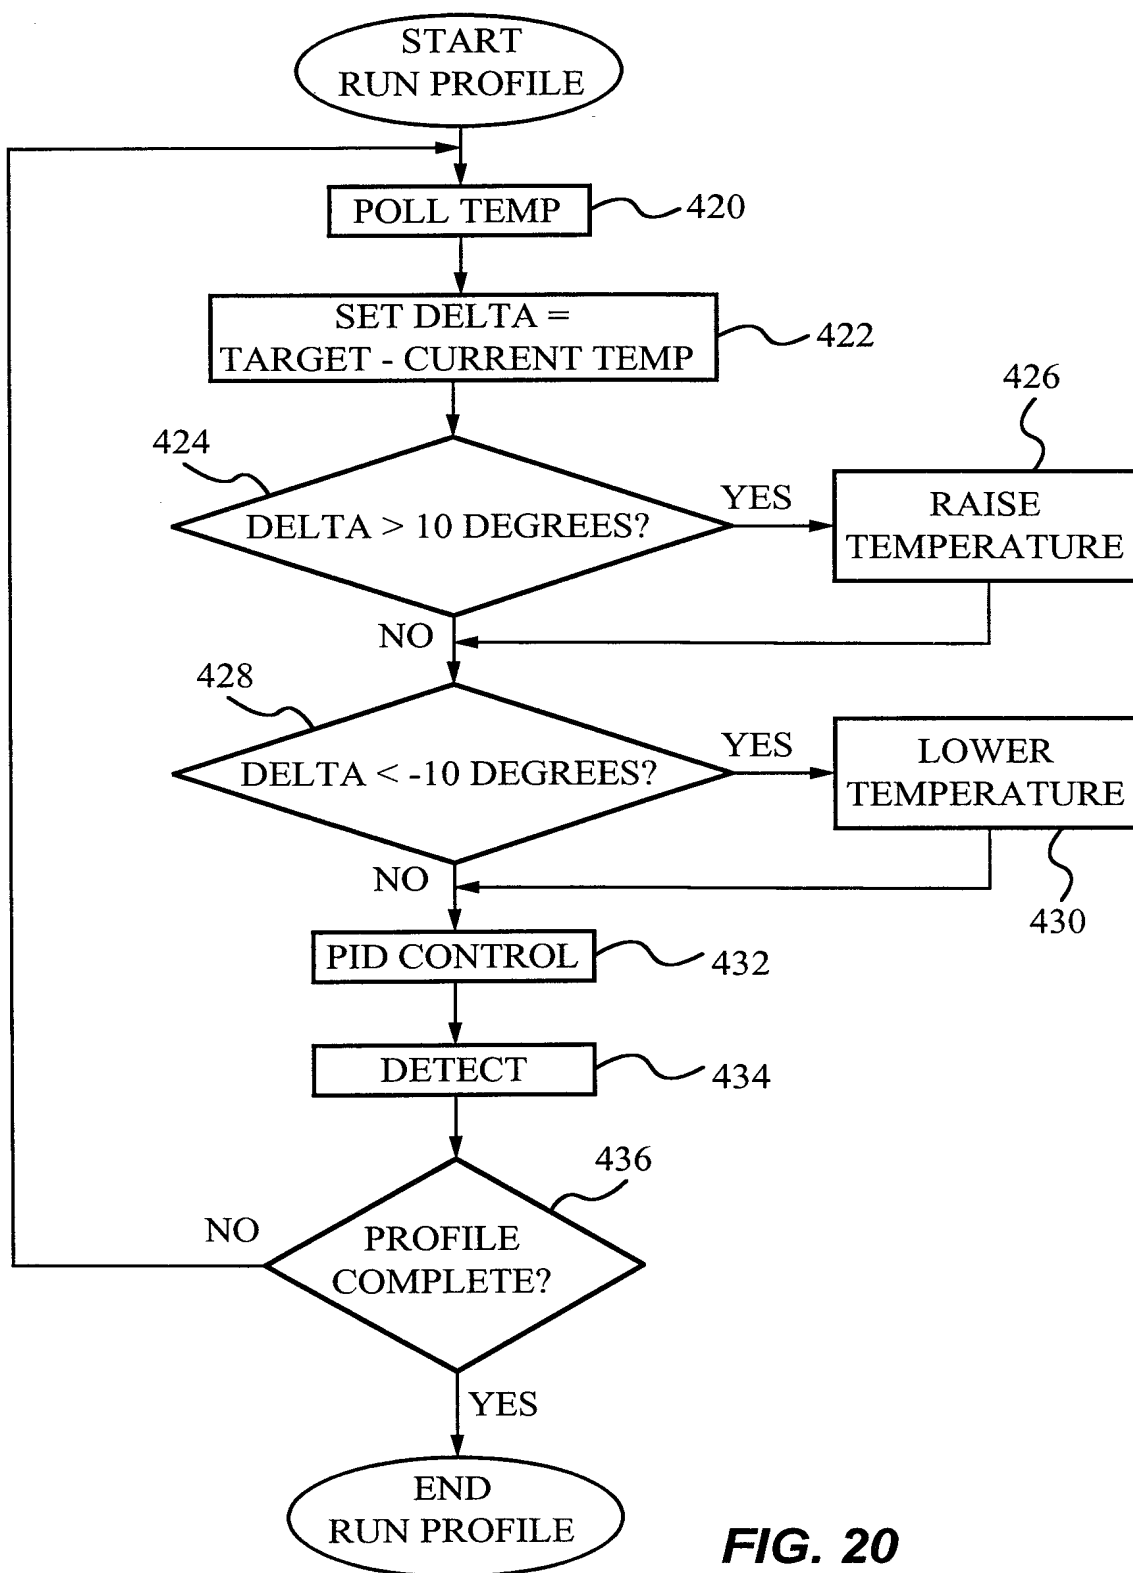 START
RUN PROFILE
POLL TEMP
420
SET DELTA =
TARGET - CURRENT TEMP
422
424
DELTA > 10 DEGREES?
YES
426
RAISE
TEMPERATURE
NO
428
DELTA < -10 DEGREES?
YES
LOWER
TEMPERATURE
430
NO
PID CONTROL
432
DETECT
434
436
PROFILE
COMPLETE?
NO
YES
END
RUN PROFILE
FIG. 20